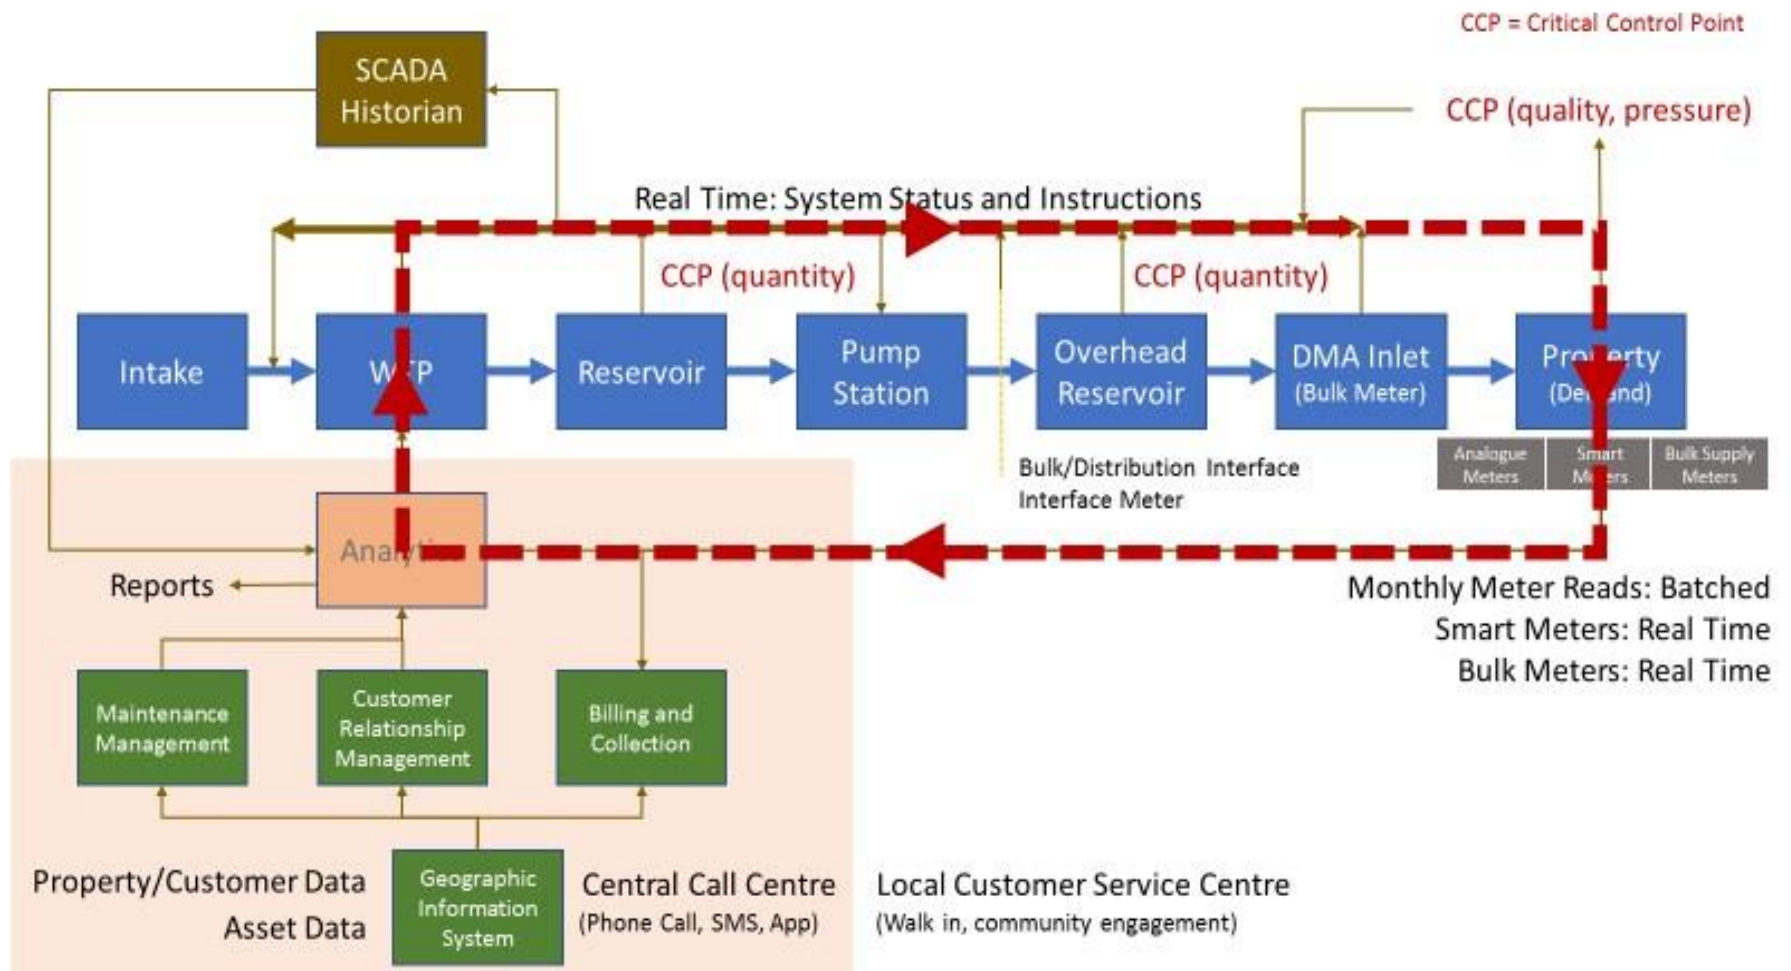 CCP = Critical Control Point
SCADA
Historian
CCP (quality, pressure)
Real Time: System Status and Instructions
CCP (quantity)
CCP (quantity)
Intake
Reservoir
Pump
Station
Overhead
Reservoir
DMA Inlet
(Bulk Meter)
Property
(Demand)
Analogue
Meters
Smart
Meters
Bulk Supply
Meters
Bulk/Distribution Interface
Interface Meter
Reports
Monthly Meter Reads: Batched
Smart Meters: Real Time
Bulk Meters: Real Time
Maintenance
Management
Customer
Relationship
Management
Billing and
Collection
Property/Customer Data
Asset Data
Geographic
Information
System
Central Call Centre
(Phone Call, SMS, App)
Local Customer Service Centre
(Walk in, community engagement)